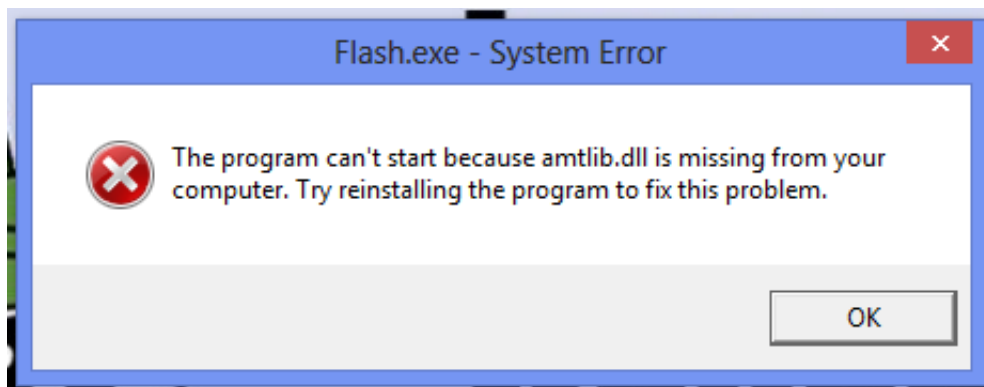 Flash.exe - System Error
The program can't start because amtlib.dll is missing from your
computer. Try reinstalling the program to fix this problem.
OK